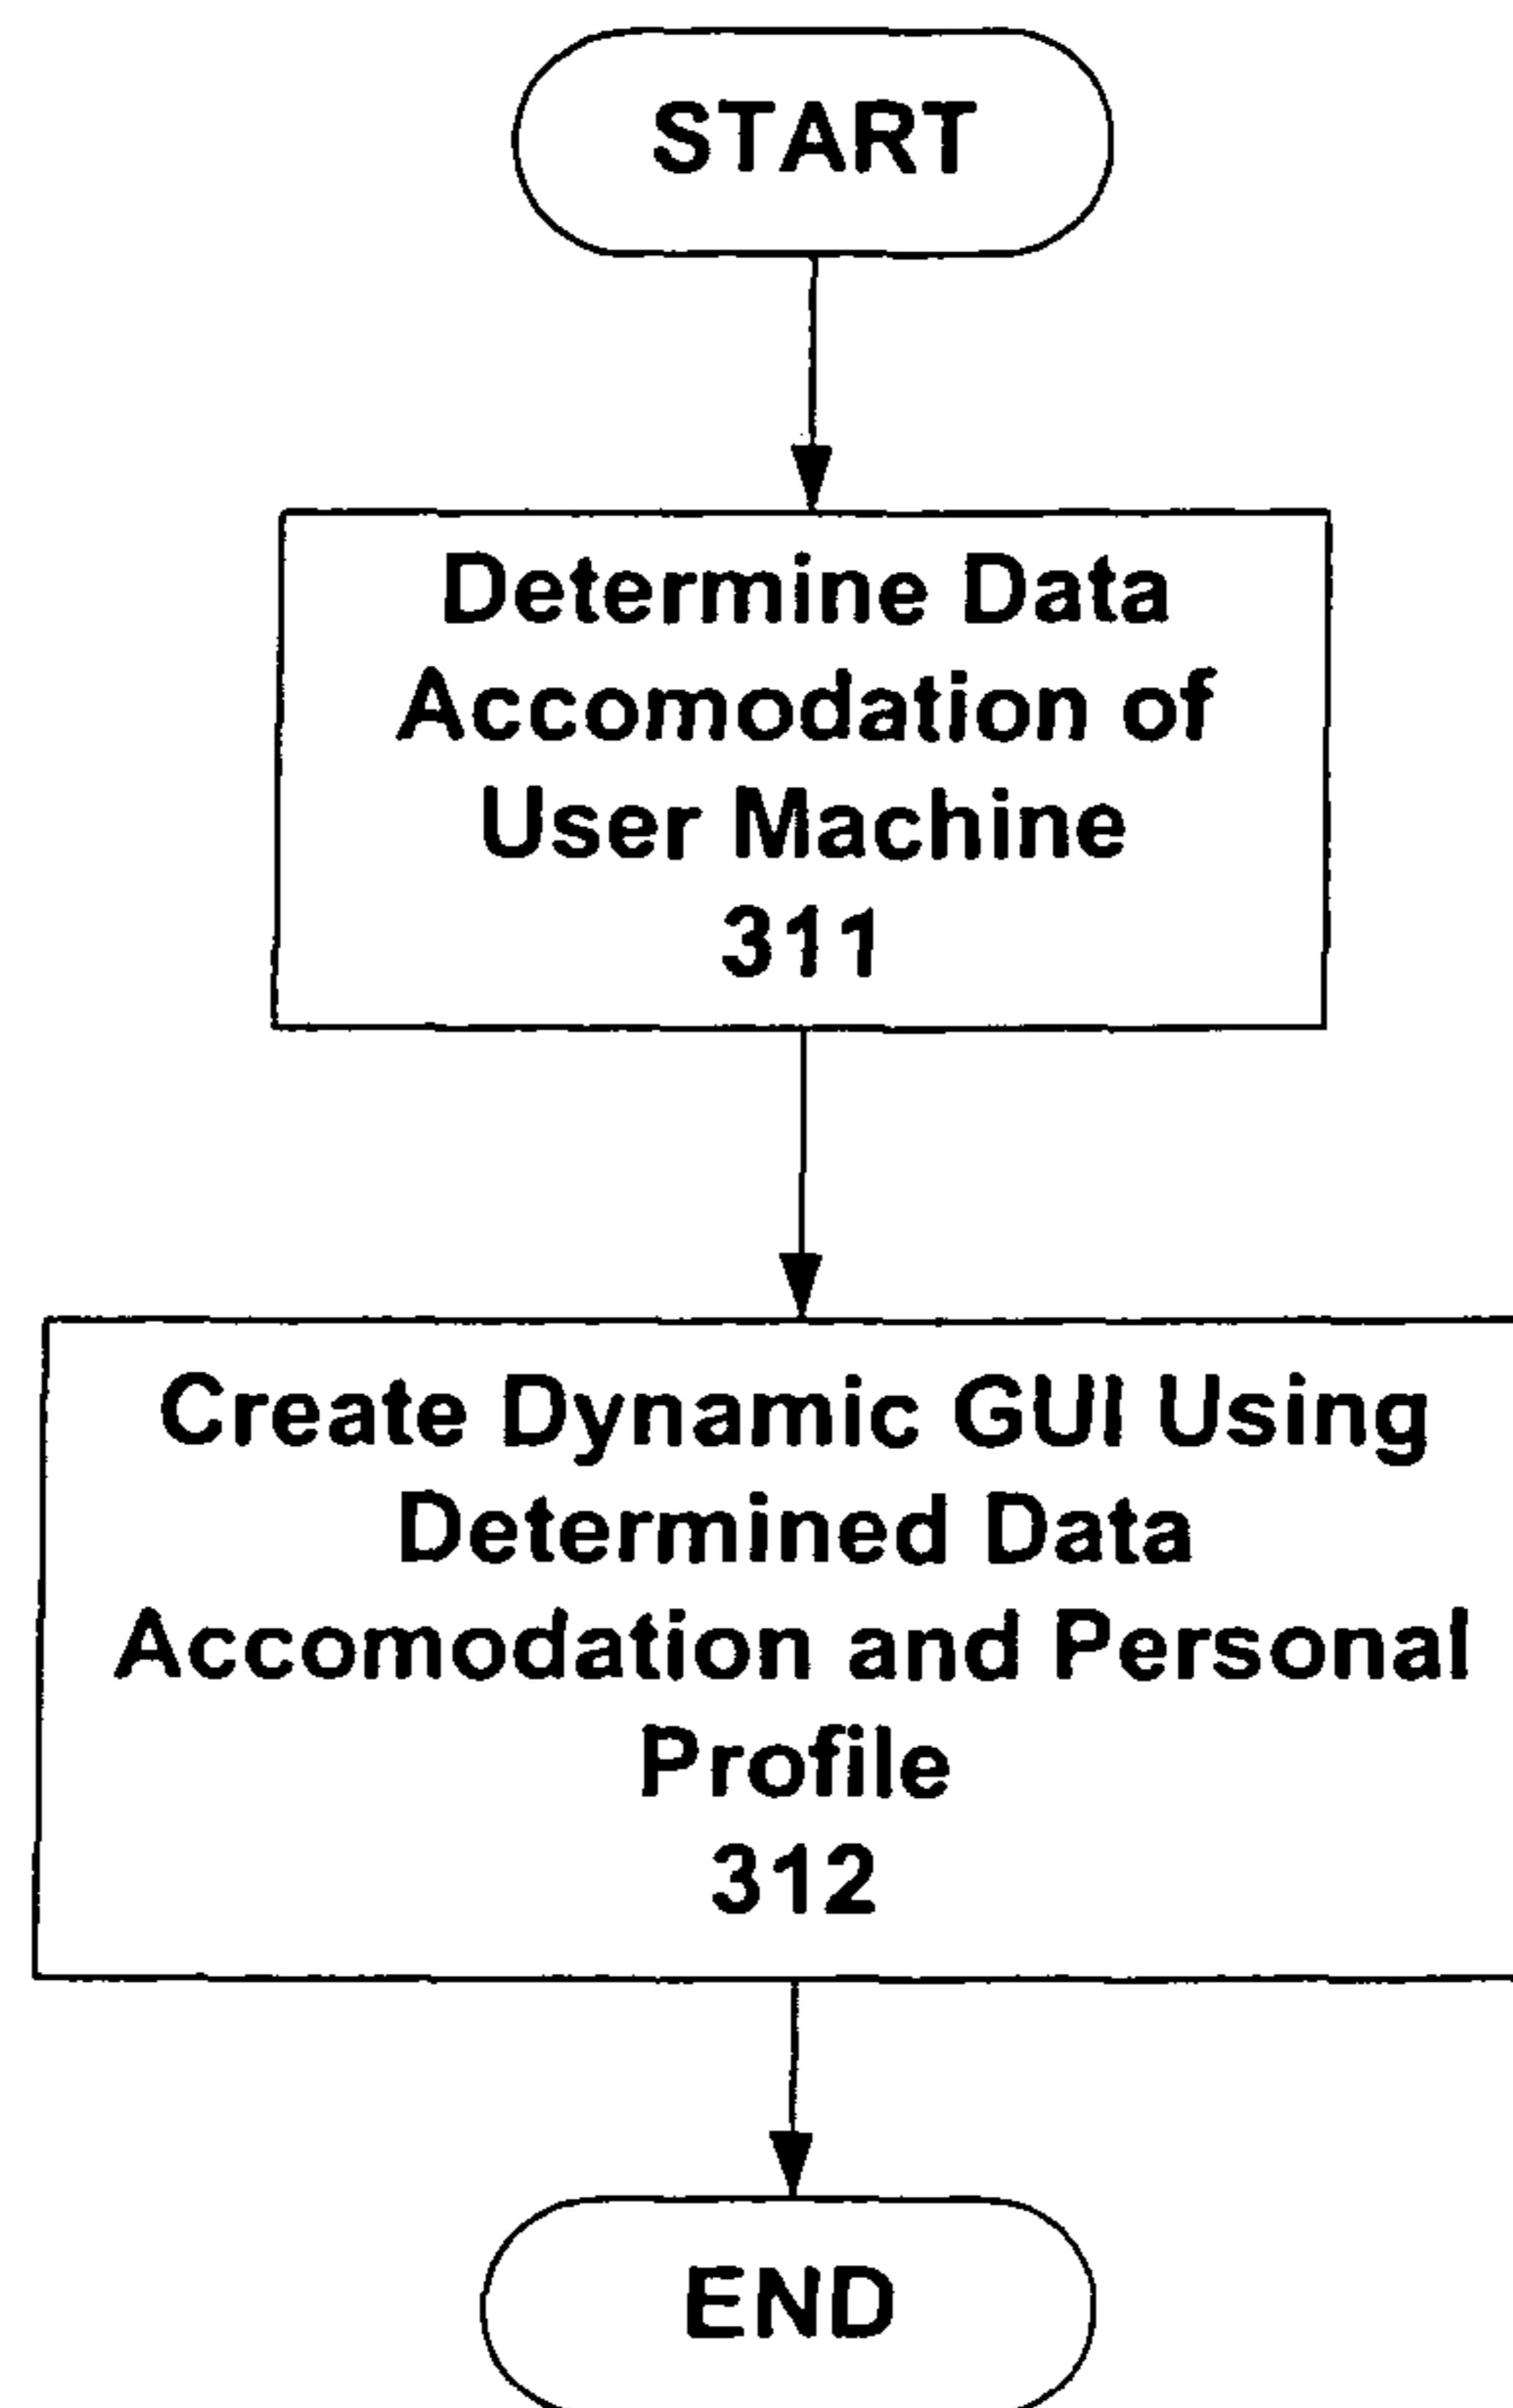 START
Determine Data
Accomodation of
User Machine
311
Create Dynamic GUI Using
Determined Data
Accomodation and Personal
Profile
312
END